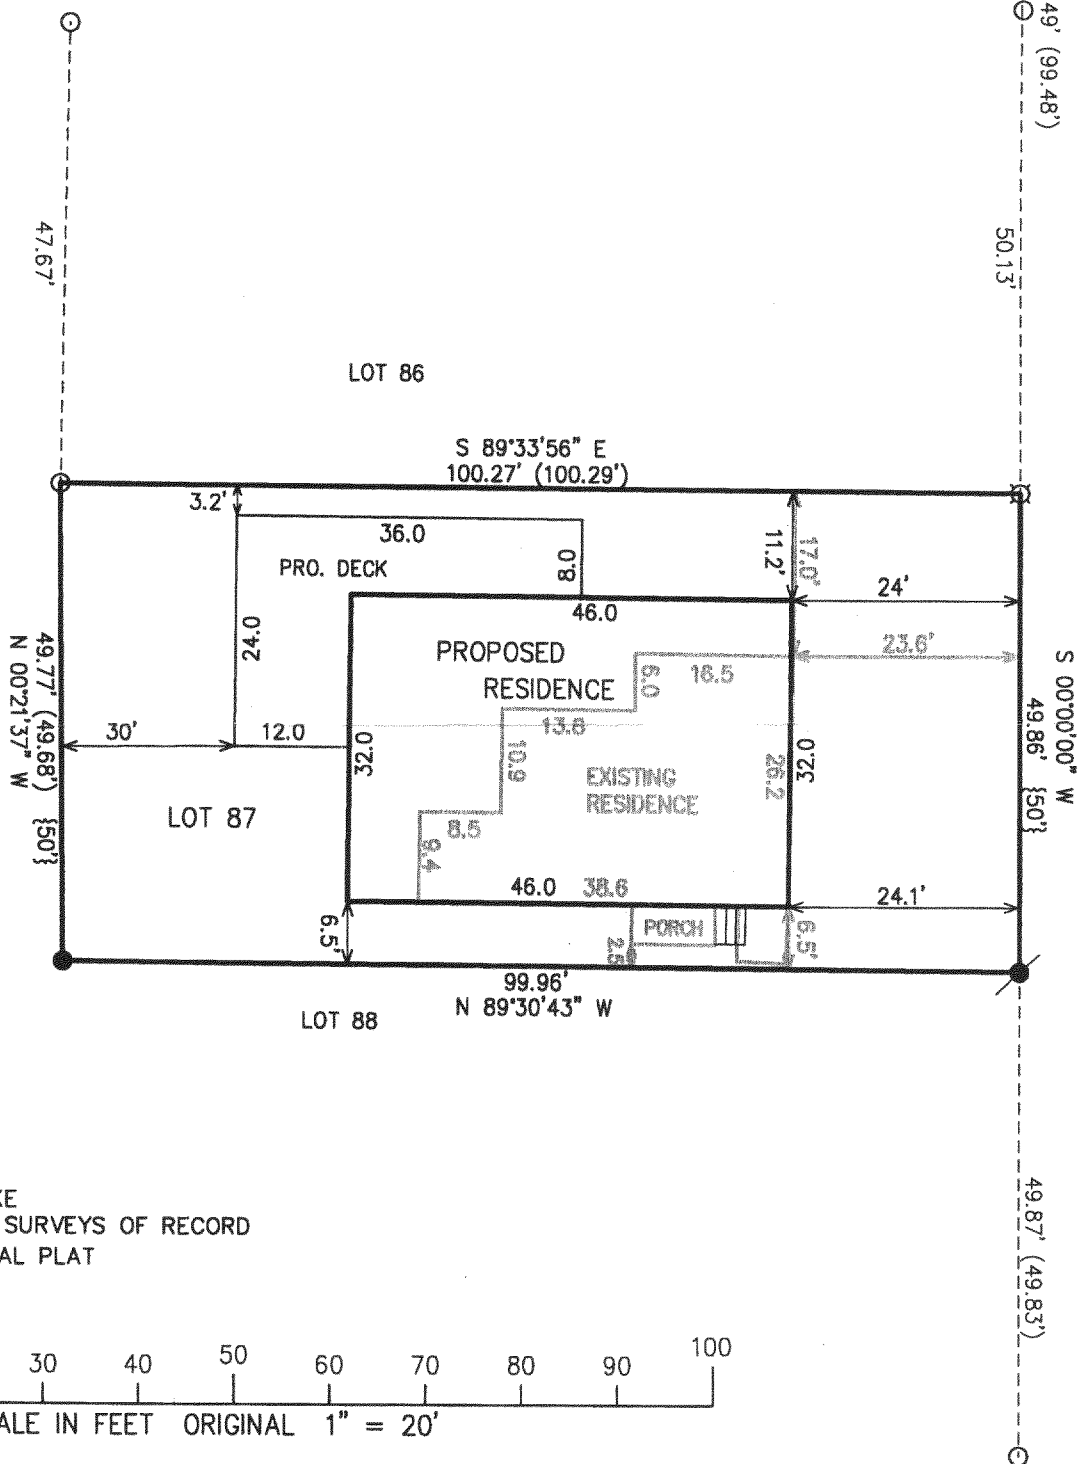 49' (99.48')
47.67'
50.13'
LOT 86
S 89°33'56" E
100.27' (100.29')
3.2'
36.0
8.0
11.2'
17.0'
PRO. DECK
24'
46.0
24.0
PROPOSED
RESIDENCE
23.6'
6.0
16.5
13.8
30'
12.0
32.0
10.9
EXISTING
RESIDENCE
26.2
32.0
49.77' (49.68') {50'}
N 00°21'37" W
S 00°00'00" W
49.86' {50'}
LOT 87
8.5
9.4
46.0
38.6
24.1'
6.5'
PORCH
2.5
6.5'
99.96'
N 89°30'43" W
LOT 88
49.87' (49.83')
KE
SURVEYS OF RECORD
AL PLAT
30 40 50 60 70 80 90 100
ALE IN FEET ORIGINAL 1" = 20'